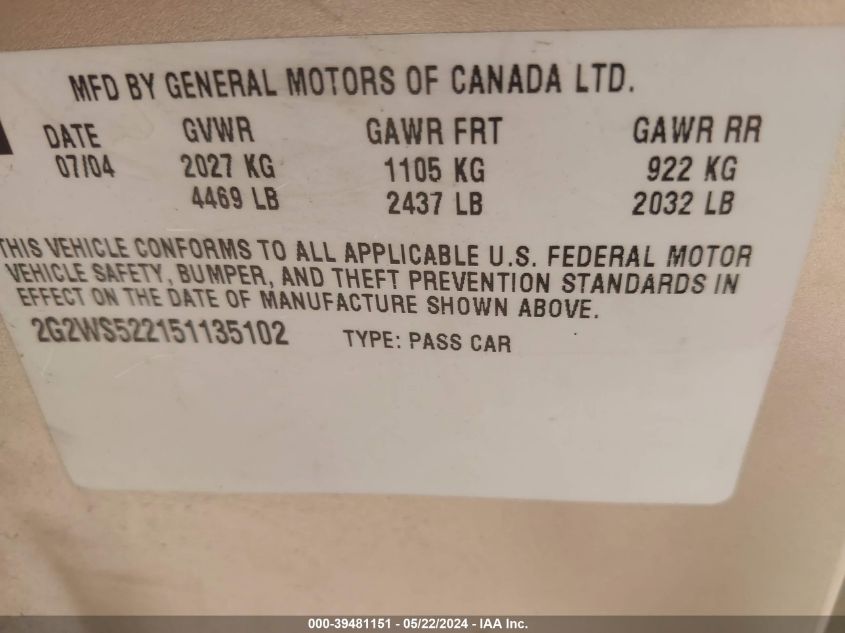 MFD BY GENERAL MOTORS OF CANADA LTD.
DATE GVWR GAWR FRT GAWR RR
07/04 2027 KG 1105 KG 922 KG
4469 LB 2437 LB 2032 LB
THIS VEHICLE CONFORMS TO ALL APPLICABLE U.S. FEDERAL MOTOR
VEHICLE SAFETY, BUMPER, AND THEFT PREVENTION STANDARDS IN
EFFECT ON THE DATE OF MANUFACTURE SHOWN ABOVE.
2G2WS522151135102 TYPE: PASS CAR
000-39481151 - 05/22/2024 - IAA Inc.